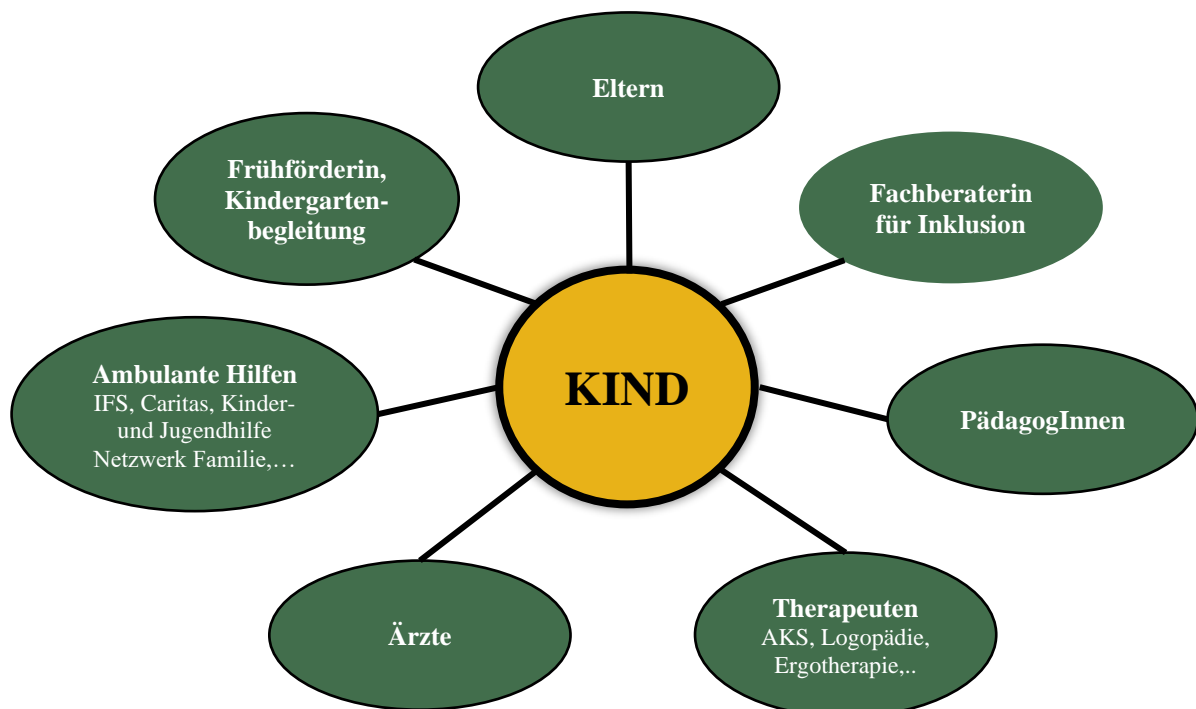 Eltern
Frühförderin,
Kindergarten-
begleitung
Fachberaterin
für Inklusion
Ambulante Hilfen
IFS, Caritas, Kinder-
und Jugendhilfe
Netzwerk Familie,…
KIND
PädagogInnen
Ärzte
Therapeuten
AKS, Logopädie,
Ergotherapie,..